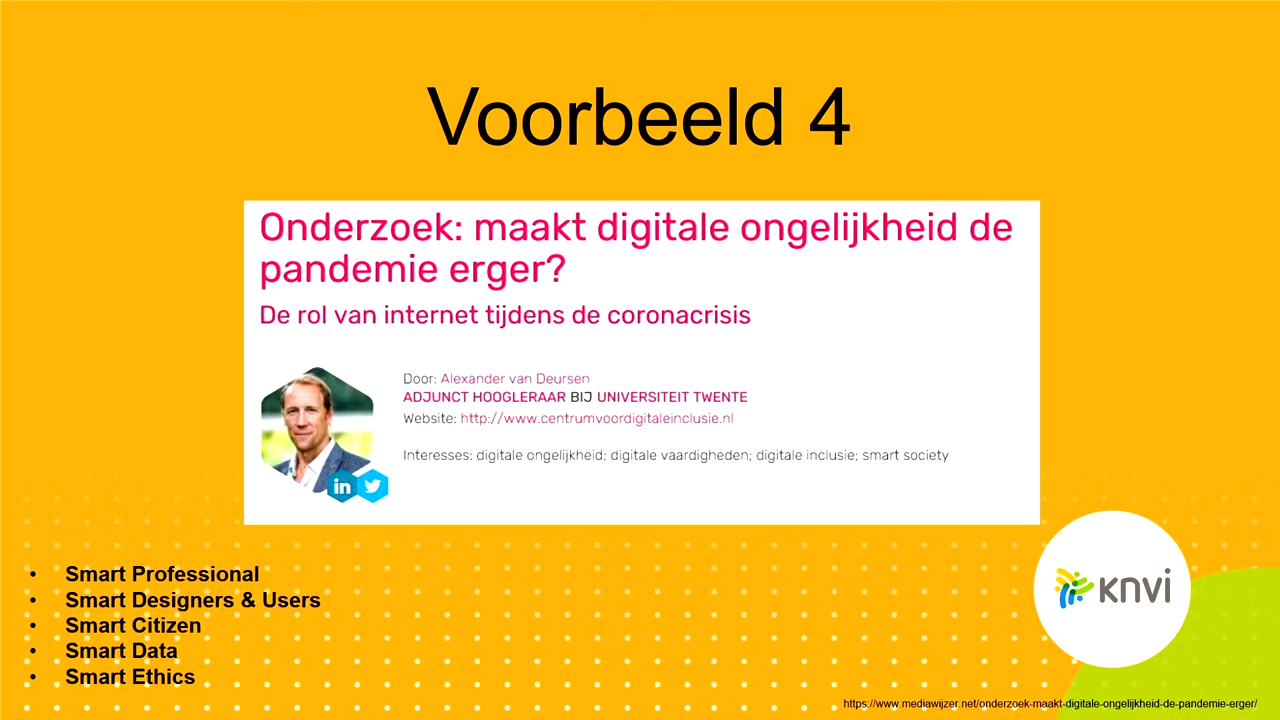 Voorbeeld 4
Onderzoek: maakt digitale ongelijkheid de
pandemie erger?
De rol van internet tijdens de coronacrisis
Door: Alexander van Deursen
ADJUNCT HOOGLERAAR BIJ UNIVERSITEIT TWENTE
Website: http://www.centrumvoordigitaleinclusie.nl
Interesses: digitale ongelijkheid; digitale vaardigheden; digitale inclusie; smart society
in
• Smart Professional
• Smart Designers & Users
• Smart Citizen
• Smart Data
• Smart Ethics
knvi
https://www.mediawijzer.net/onderzoek-maakt-digitale-ongelijkheid-de-pandemie-erger/